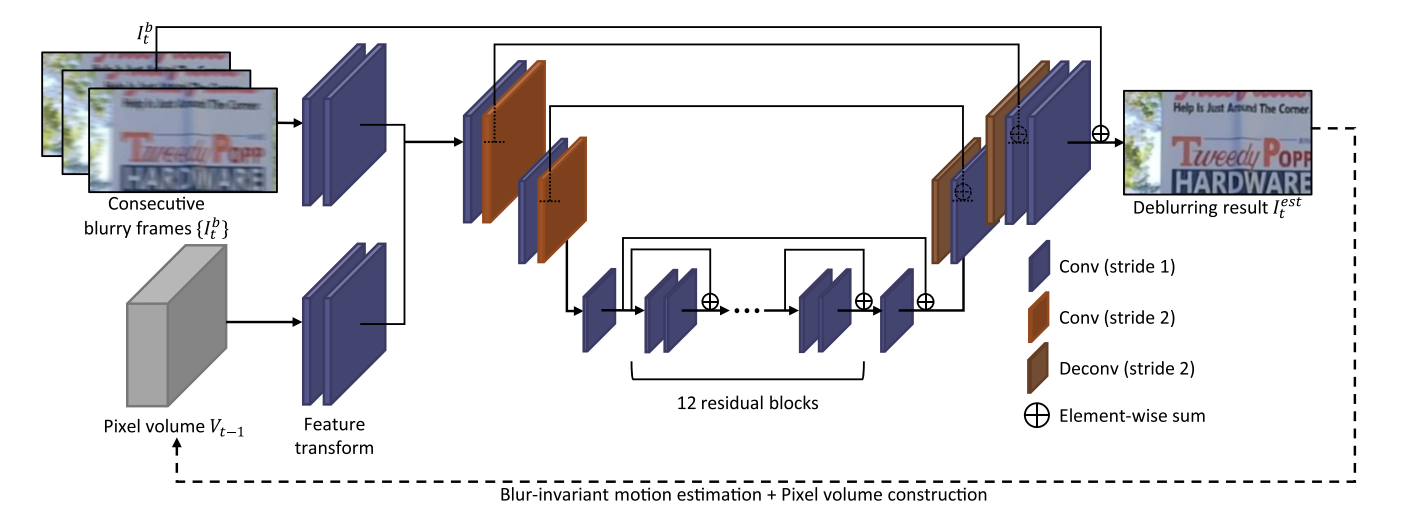 I_t^b
Help Is Just Around The Corner
Tweedy POPP
HARDWARE
Consecutive
blurry frames {I_t^b}
Help Is Just Around The Corner
Tweedy POPP
HARDWARE
Deblurring result I_t^{est}
Conv (stride 1)
Conv (stride 2)
Deconv (stride 2)
Element-wise sum
12 residual blocks
Pixel volume V_{t−1}
Feature
transform
Blur-invariant motion estimation + Pixel volume construction